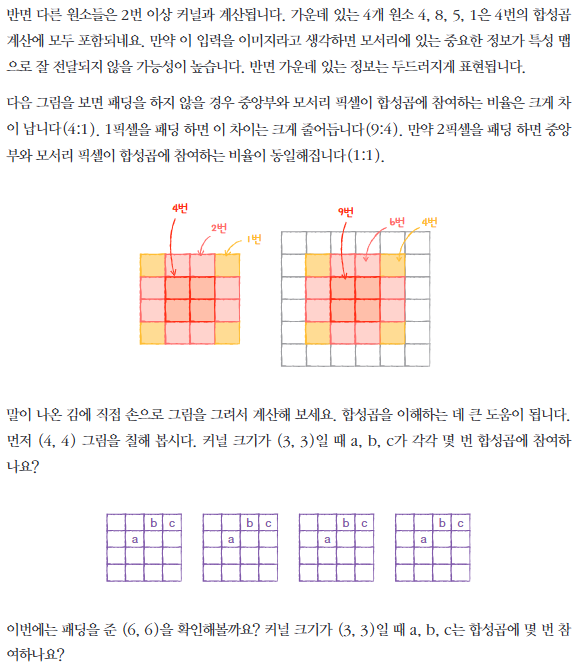 반면 다른 원소들은 2번 이상 커널과 계산됩니다. 가운데 있는 4개 원소 4, 8, 5, 1은 4번의 합성곱
계산에 모두 포함되네요. 만약 이 입력을 이미지라고 생각하면 모서리에 있는 중요한 정보가 특성 맵
으로 잘 전달되지 않을 가능성이 높습니다. 반면 가운데 있는 정보는 두드러지게 표현됩니다.
다음 그림을 보면 패딩을 하지 않을 경우 중앙부와 모서리 픽셀이 합성곱에 참여하는 비율은 크게 차
이 납니다(4:1). 1픽셀을 패딩 하면 이 차이는 크게 줄어듭니다(9:4). 만약 2픽셀을 패딩 하면 중앙
부와 모서리 픽셀이 합성곱에 참여하는 비율이 동일해집니다(1:1).
4번
2번
1번
9번
6번
4번
말이 나온 김에 직접 손으로 그림을 그려서 계산해 보세요. 합성곱을 이해하는 데 큰 도움이 됩니다.
먼저 (4, 4) 그림을 칠해 봅시다. 커널 크기가 (3, 3)일 때 a, b, c가 각각 몇 번 합성곱에 참여하
나요?
b c b c b c b c
a a a a
이번에는 패딩을 준 (6, 6)을 확인해볼까요? 커널 크기가 (3, 3)일 때 a, b, c는 합성곱에 몇 번 참
여하나요?